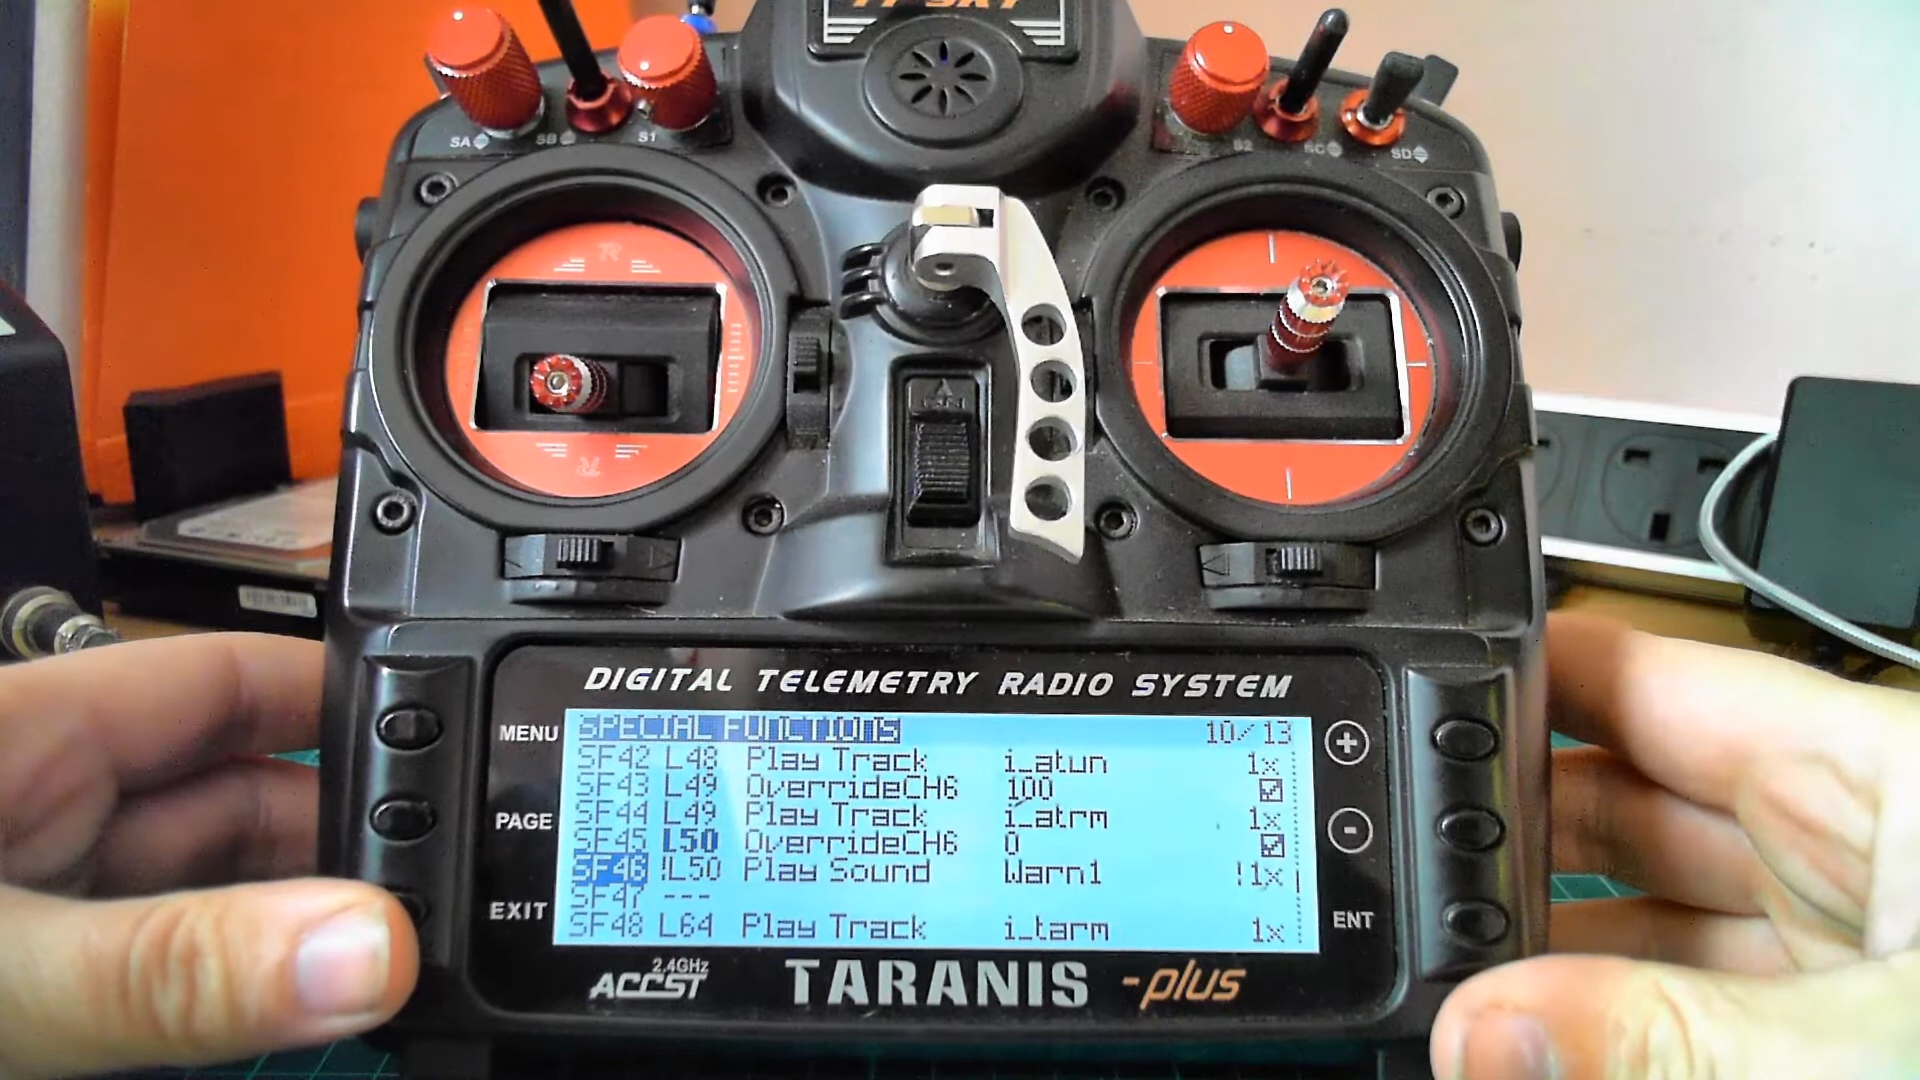 SA SB S1 S2 SC SD
DIGITAL TELEMETRY RADIO SYSTEM
MENU
PAGE
EXIT
SPECIAL FUNCTIONS 10/13
SF42 L48 Play Track i_atun 1x
SF43 L49 OverrideCH6 100
SF44 L49 Play Track i_atrm 1x
SF45 L50 OverrideCH6 0
SF46 !L50 Play Sound Warn1 !1x
SF47 ---
SF48 L64 Play Track i_tarm 1x
+
-
ENT
2.4GHz
ACCST
TARANIS -plus